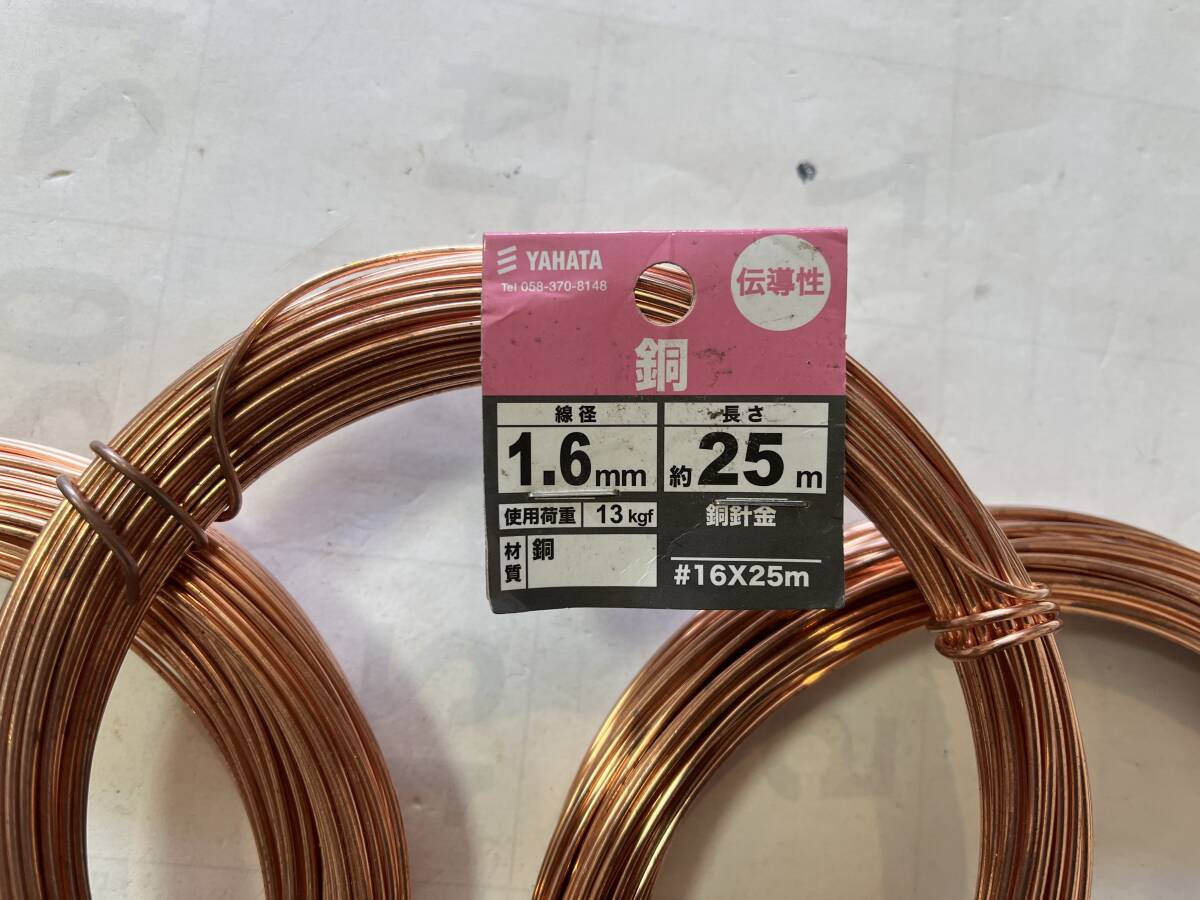 YAHATA
Tel 058-370-8148
伝導性
銅
線径
1.6mm
長さ
約25m
使用荷重 13kgf
銅針金
材質 銅
#16X25m